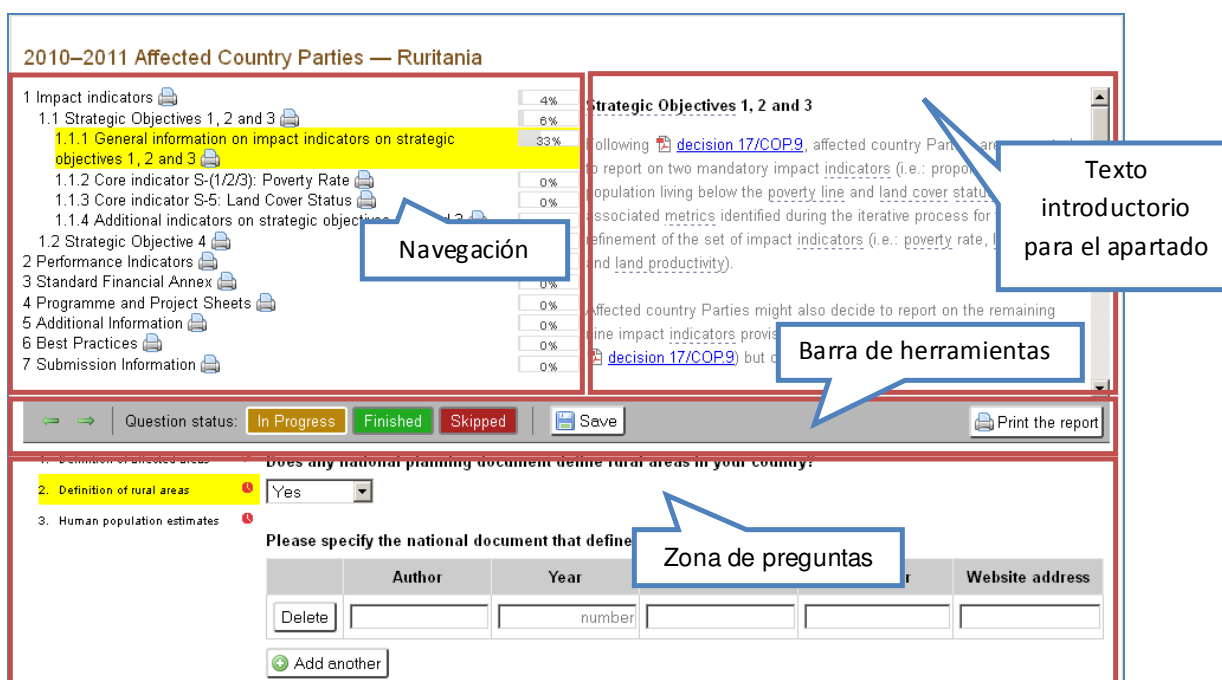 2010–2011 Affected Country Parties — Ruritania
1 Impact indicators 4%
1.1 Strategic Objectives 1, 2 and 3 6%
1.1.1 General information on impact indicators on strategic 33%
objectives 1, 2 and 3
1.1.2 Core indicator S-(1/2/3): Poverty Rate 0%
1.1.3 Core indicator S-5: Land Cover Status 0%
1.1.4 Additional indicators on strategic
1.2 Strategic Objective 4
2 Performance Indicators
3 Standard Financial Annex 0%
4 Programme and Project Sheets 0%
5 Additional Information 0%
6 Best Practices 0%
7 Submission Information 0%
Navegación
Strategic Objectives 1, 2 and 3
Following decision 17/COP.9, affected country
to report on two mandatory impact indicators (i.e.:
population living below the poverty line and land cover
associated metrics identified during the iterative process for
refinement of the set of impact indicators (i.e.: poverty rate,
and land productivity).
Affected country Parties might also decide to report on the remaining
nine impact indicators
decision 17/COP.9) but
Texto
introductorio
para el apartado
Barra de herramientas
Question status: In Progress Finished Skipped Save Print the report
1. Definition of affected areas
2. Definition of rural areas
3. Human population estimates
Does any national planning document define rural areas in your country?
Yes
Please specify the national document that
Zona de preguntas
Author Year Website address
Delete number
Add another